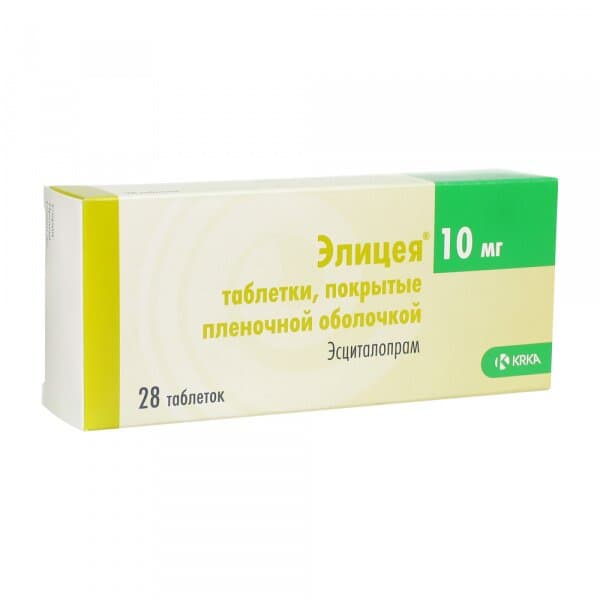 Элицея®
10 мг
таблетки, покрытые
пленочной оболочкой
Эсциталопрам
KRKA
28 таблеток